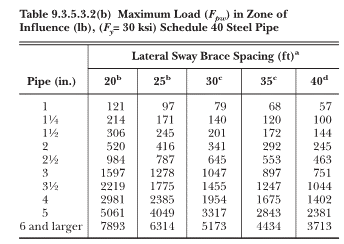 Table 9.3.5.3.2(b) Maximum Load (Fpw) in Zone of
Influence (lb), (Fy= 30 ksi) Schedule 40 Steel Pipe
Lateral Sway Brace Spacing (ft)a
Pipe (in.) 20b 25b 30c 35c 40d
1 121 97 79 68 57
1¼ 214 171 140 120 100
1½ 306 245 201 172 144
2 520 416 341 292 245
2½ 984 787 645 553 463
3 1597 1278 1047 897 751
3½ 2219 1775 1455 1247 1044
4 2981 2385 1954 1675 1402
5 5061 4049 3317 2843 2381
6 and larger 7893 6314 5173 4434 3713